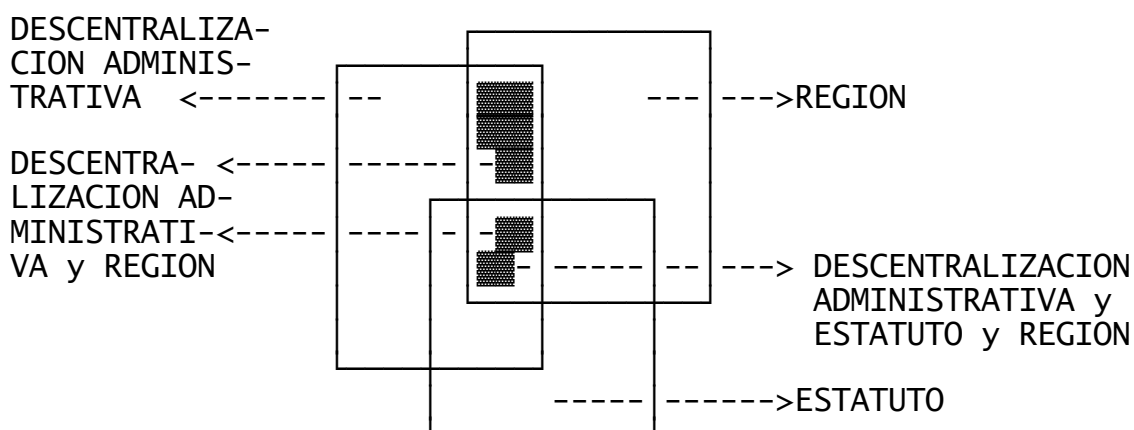 DESCENTRALIZA-
CION ADMINIS-
TRATIVA <------- -- --- --->REGION
DESCENTRA- <----- ------ -
LIZACION AD-
MINISTRATI-<----- ---- - -
VA y REGION - ----- -- ---> DESCENTRALIZACION
ADMINISTRATIVA y
ESTATUTO y REGION
----- ------>ESTATUTO